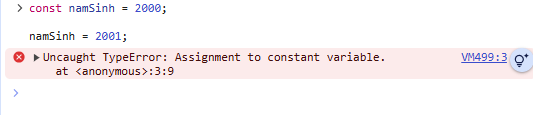 const namSinh = 2000;
namSinh = 2001;
Uncaught TypeError: Assignment to constant variable. VM499:3
at <anonymous>:3:9